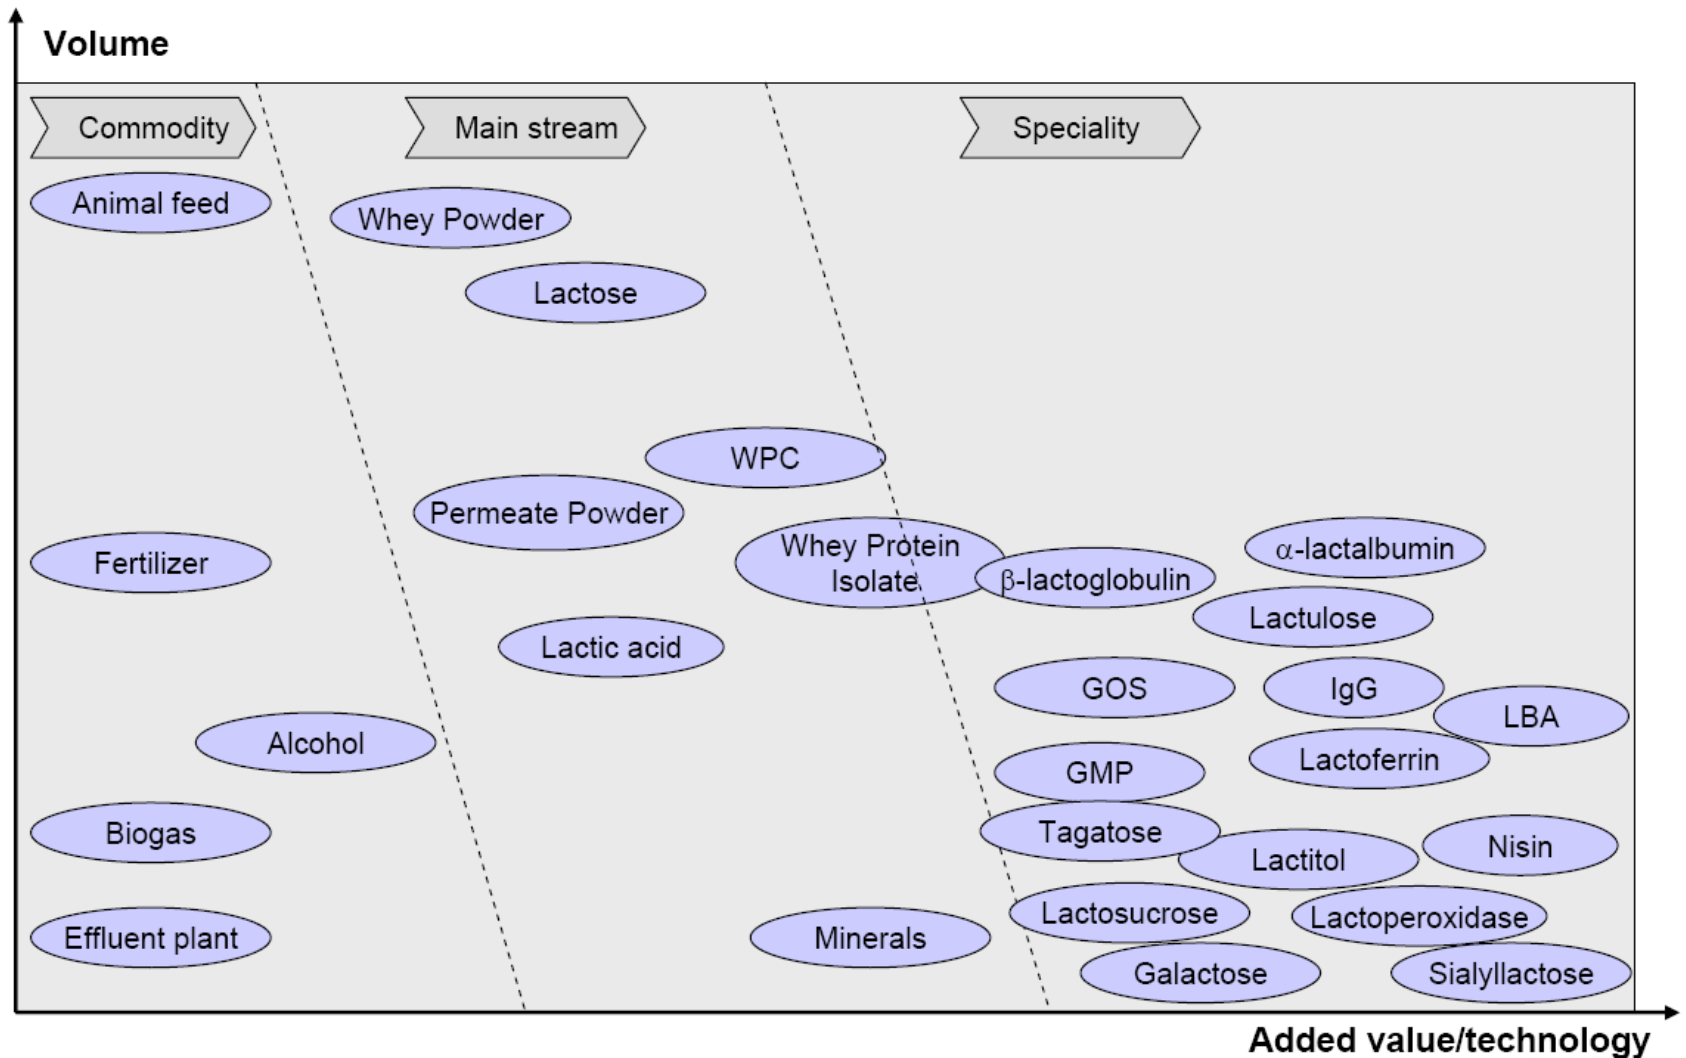 Volume
Commodity
Main stream
Speciality
Animal feed
Whey Powder
Lactose
WPC
Permeate Powder
Whey Protein
Isolate
β-lactoglobulin
α-lactalbumin
Fertilizer
Lactulose
Lactic acid
GOS
IgG
LBA
Alcohol
GMP
Lactoferrin
Biogas
Tagatose
Lactitol
Nisin
Effluent plant
Minerals
Lactosucrose
Lactoperoxidase
Galactose
Sialyllactose
Added value/technology